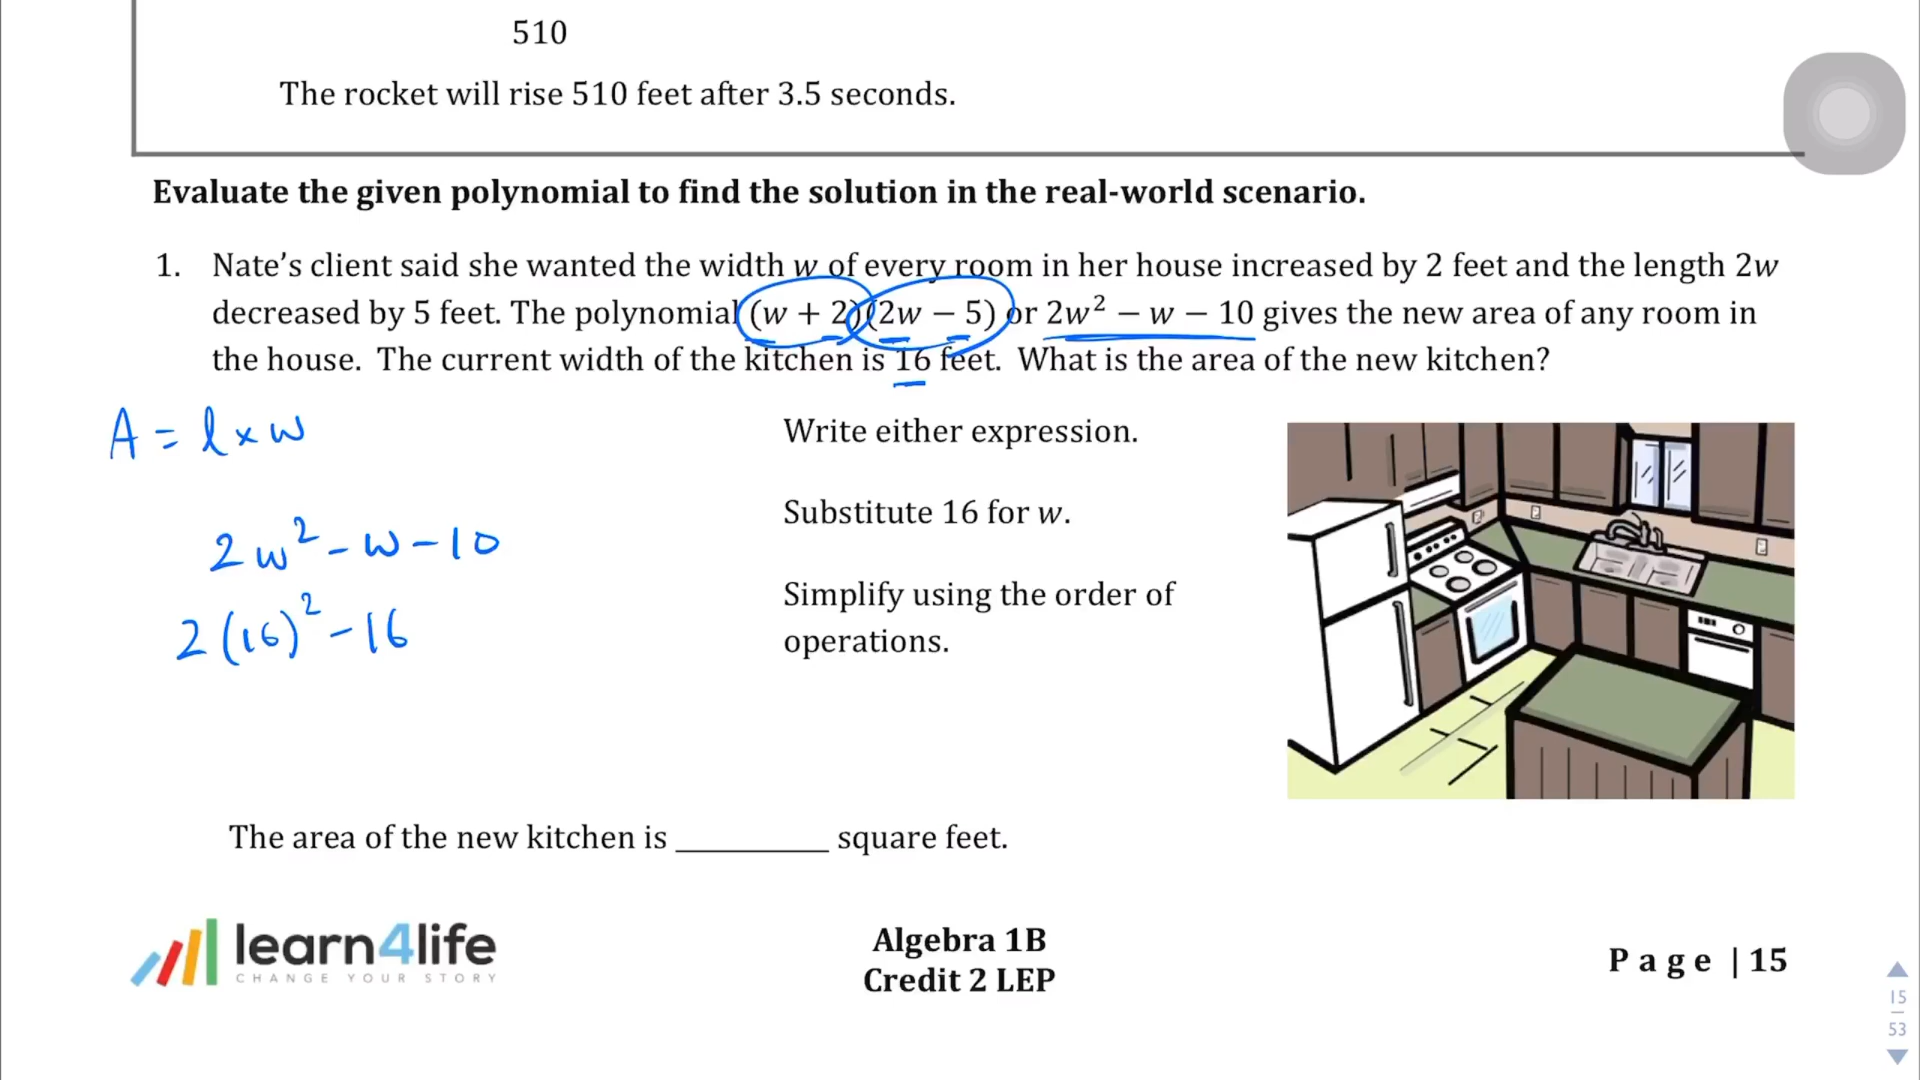 510
The rocket will rise 510 feet after 3.5 seconds.
Evaluate the given polynomial to find the solution in the real-world scenario.
1. Nate's client said she wanted the width w of every room in her house increased by 2 feet and the length 2w
decreased by 5 feet. The polynomial (w + 2)(2w − 5) or 2w² − w − 10 gives the new area of any room in
the house. The current width of the kitchen is 16 feet. What is the area of the new kitchen?
A = l × w
Write either expression.
2w² - w - 10
Substitute 16 for w.
2(16)² - 16
Simplify using the order of
operations.
The area of the new kitchen is _________ square feet.
learn4life
CHANGE YOUR STORY
Algebra 1B
Credit 2 LEP
Page |15
15
53